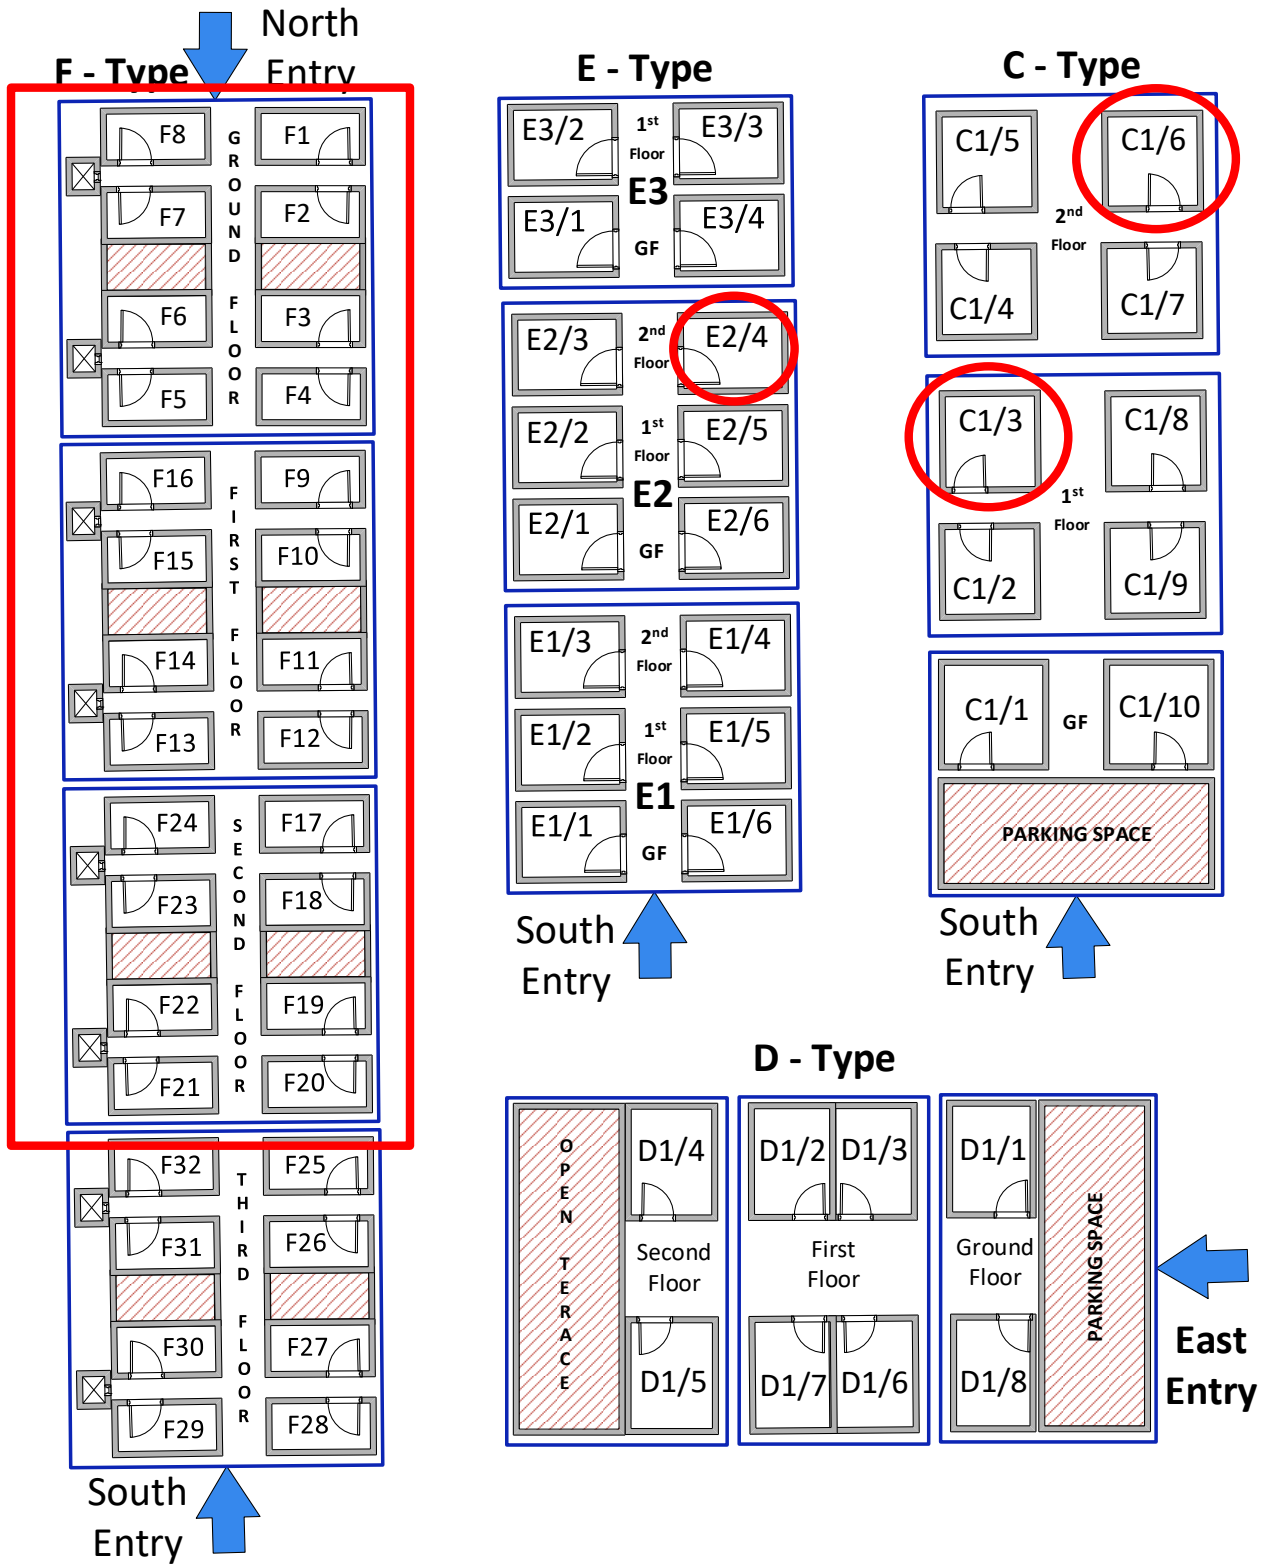 North
Entry
F - Type
F8
F1
F7
F2
F6
F3
F5
F4
GROUND FLOOR
F16
F9
F15
F10
F14
F11
F13
F12
FIRST FLOOR
F24
F17
F23
F18
F22
F19
F21
F20
SECOND FLOOR
F32
F25
F31
F26
F30
F27
F29
F28
THIRD FLOOR
South
Entry
E - Type
E3/2
1st
Floor
E3/3
E3
E3/1
GF
E3/4
E2/3
2nd
Floor
E2/4
E2/2
1st
Floor
E2/5
E2
E2/1
GF
E2/6
E1/3
2nd
Floor
E1/4
E1/2
1st
Floor
E1/5
E1
E1/1
GF
E1/6
South
Entry
C - Type
C1/5
C1/6
2nd
Floor
C1/4
C1/7
C1/3
C1/8
1st
Floor
C1/2
C1/9
C1/1
GF
C1/10
PARKING SPACE
South
Entry
D - Type
OPEN TERACE
D1/4
Second
Floor
D1/5
D1/2
D1/3
First
Floor
D1/7
D1/6
D1/1
Ground
Floor
D1/8
PARKING SPACE
East
Entry